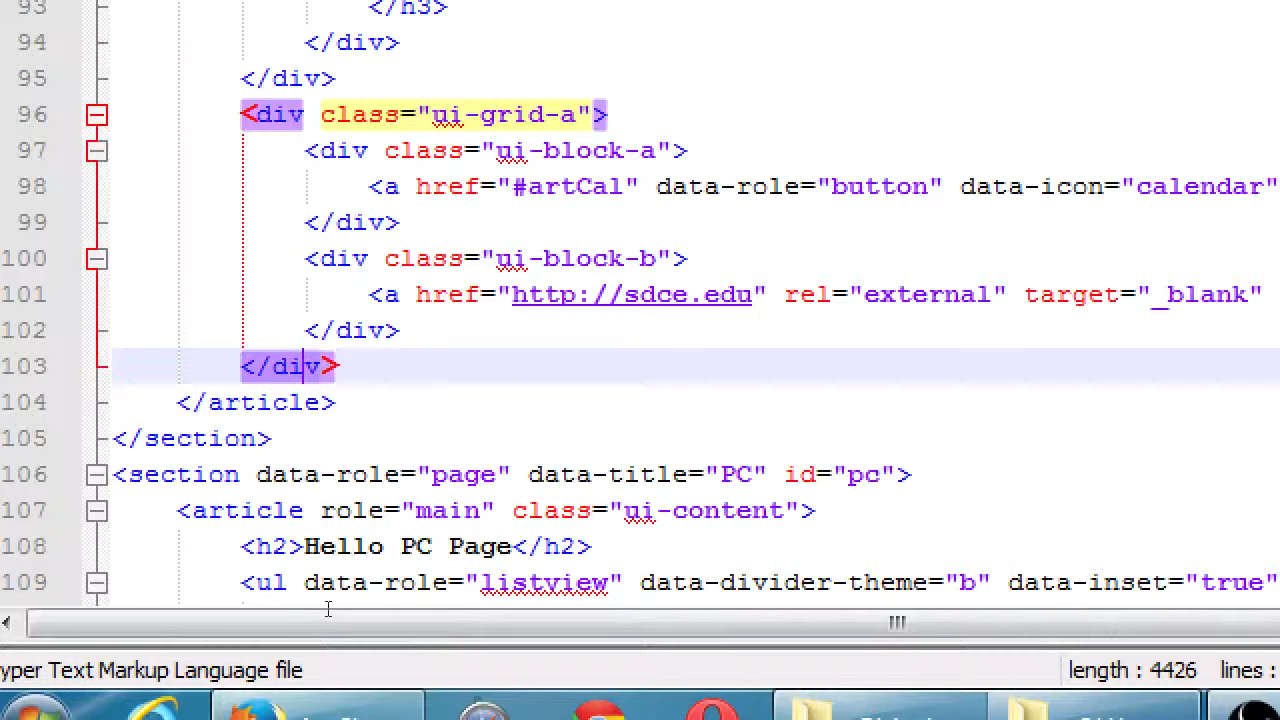 93 </h3>
94 </div>
95 </div>
96 <div class="ui-grid-a">
97 <div class="ui-block-a">
98 <a href="#artCal" data-role="button" data-icon="calendar"
99 </div>
100 <div class="ui-block-b">
101 <a href="http://sdce.edu" rel="external" target="_blank"
102 </div>
103 </div>
104 </article>
105 </section>
106 <section data-role="page" data-title="PC" id="pc">
107 <article role="main" class="ui-content">
108 <h2>Hello PC Page</h2>
109 <ul data-role="listview" data-divider-theme="b" data-inset="true"
yper Text Markup Language file length : 4426 lines :